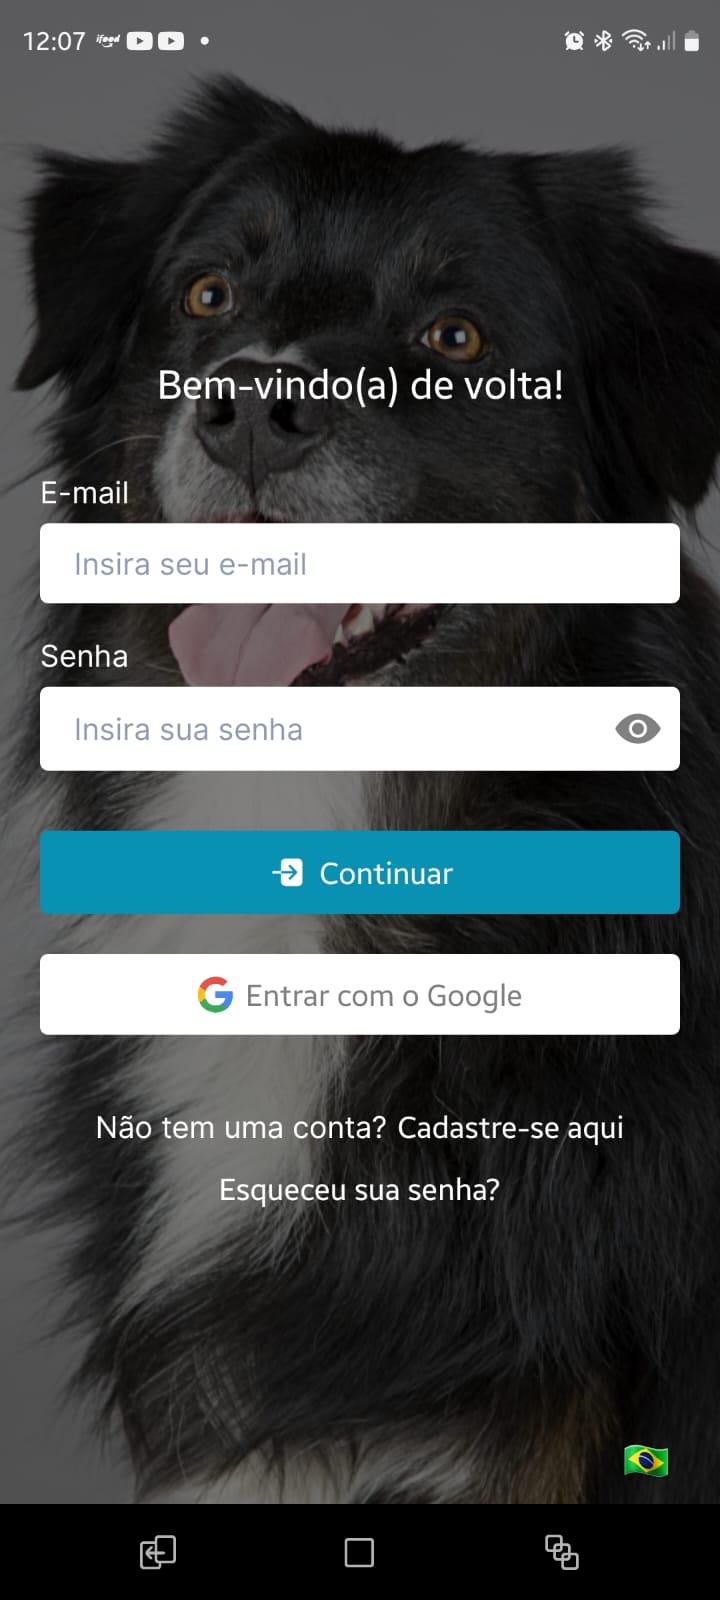 12:07 ifood
Bem-vindo(a) de volta!
E-mail
Insira seu e-mail
Senha
Insira sua senha
Continuar
Entrar com o Google
Não tem uma conta? Cadastre-se aqui
Esqueceu sua senha?